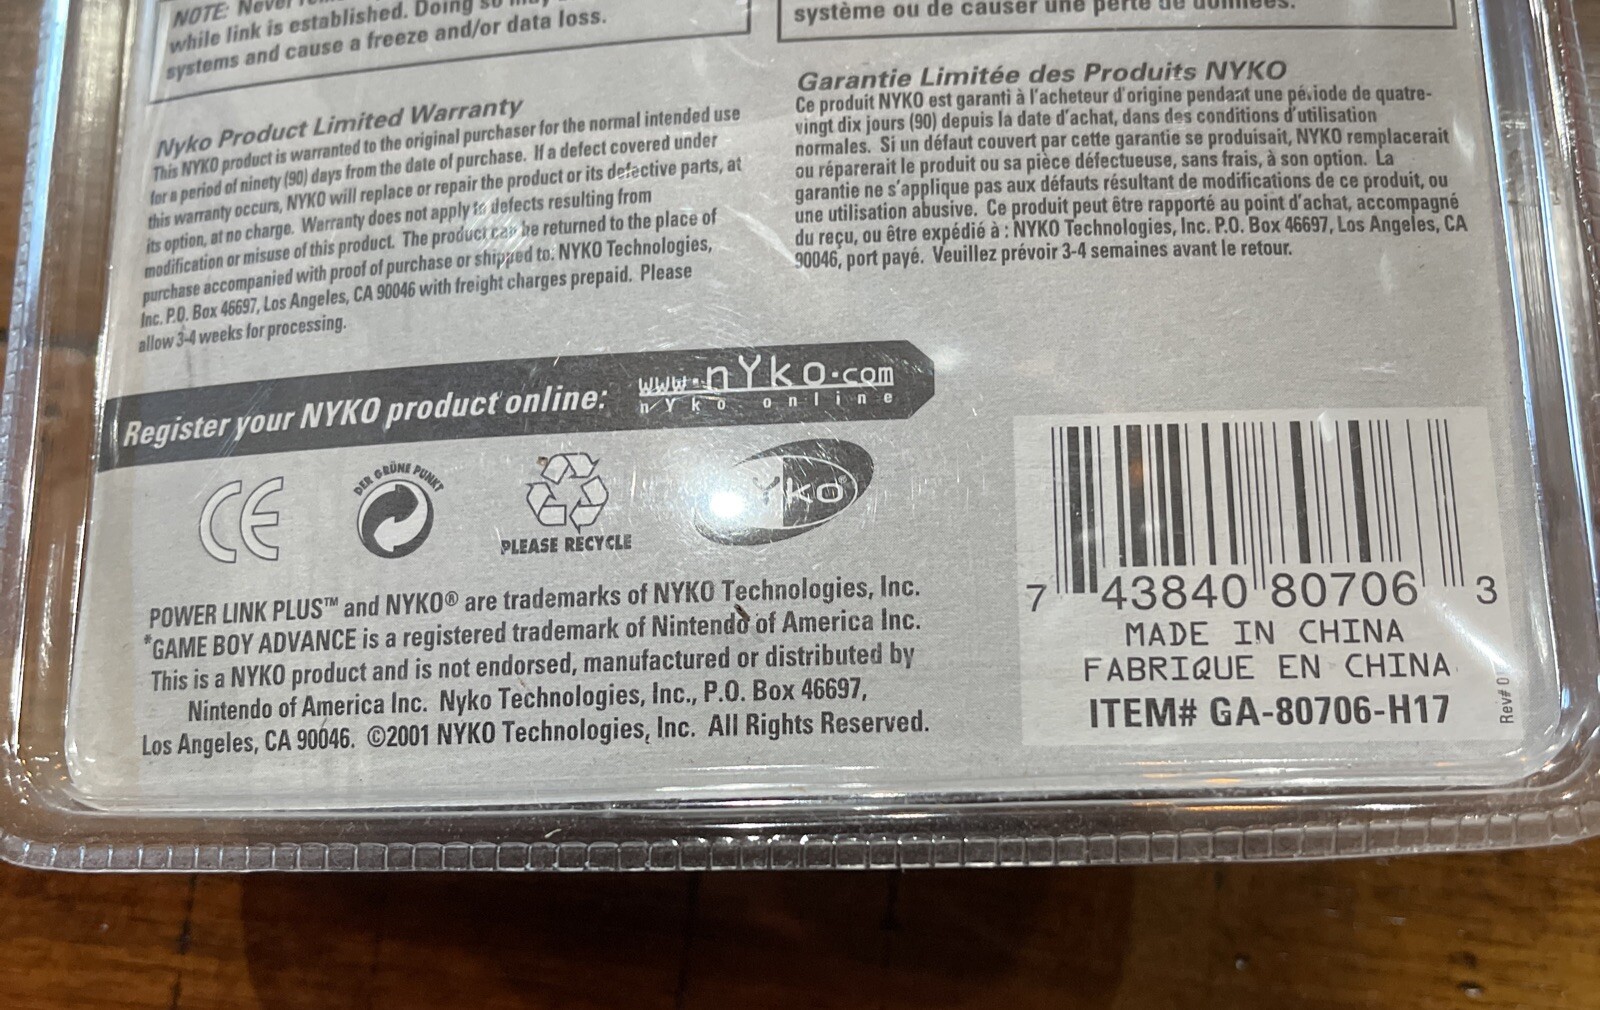 NOTE: Never
while link is established. Doing so may
systems and cause a freeze and/or data loss.
système ou de causer une perte de données.
Nyko Product Limited Warranty
This NYKO product is warranted to the original purchaser for the normal intended use
for a period of ninety (90) days from the date of purchase. If a defect covered under
this warranty occurs, NYKO will replace or repair the product or its defective parts, at
its option, at no charge. Warranty does not apply to defects resulting from
modification or misuse of this product. The product can be returned to the place of
purchase accompanied with proof of purchase or shipped to: NYKO Technologies,
Inc. P.O. Box 46697, Los Angeles, CA 90046 with freight charges prepaid. Please
allow 3-4 weeks for processing.
Garantie Limitée des Produits NYKO
Ce produit NYKO est garanti à l'acheteur d'origine pendant une période de quatre-
vingt dix jours (90) depuis la date d'achat, dans des conditions d'utilisation
normales. Si un défaut couvert par cette garantie se produisait, NYKO remplacerait
ou réparerait le produit ou sa pièce défectueuse, sans frais, à son option. La
garantie ne s'applique pas aux défauts résultant de modifications de ce produit, ou
une utilisation abusive. Ce produit peut être rapporté au point d'achat, accompagné
du reçu, ou être expédié à : NYKO Technologies, Inc. P.O. Box 46697, Los Angeles, CA
90046, port payé. Veuillez prévoir 3-4 semaines avant le retour.
Register your NYKO product online: www.nYko.com
nYko online
CE
DER GRÜNE PUNKT
PLEASE RECYCLE
yko®
POWER LINK PLUS™ and NYKO® are trademarks of NYKO Technologies, Inc.
*GAME BOY ADVANCE is a registered trademark of Nintendo of America Inc.
This is a NYKO product and is not endorsed, manufactured or distributed by
Nintendo of America Inc. Nyko Technologies, Inc., P.O. Box 46697,
Los Angeles, CA 90046. ©2001 NYKO Technologies, Inc. All Rights Reserved.
7 43840 80706 3
MADE IN CHINA
FABRIQUE EN CHINA
ITEM# GA-80706-H17
Rev# 0